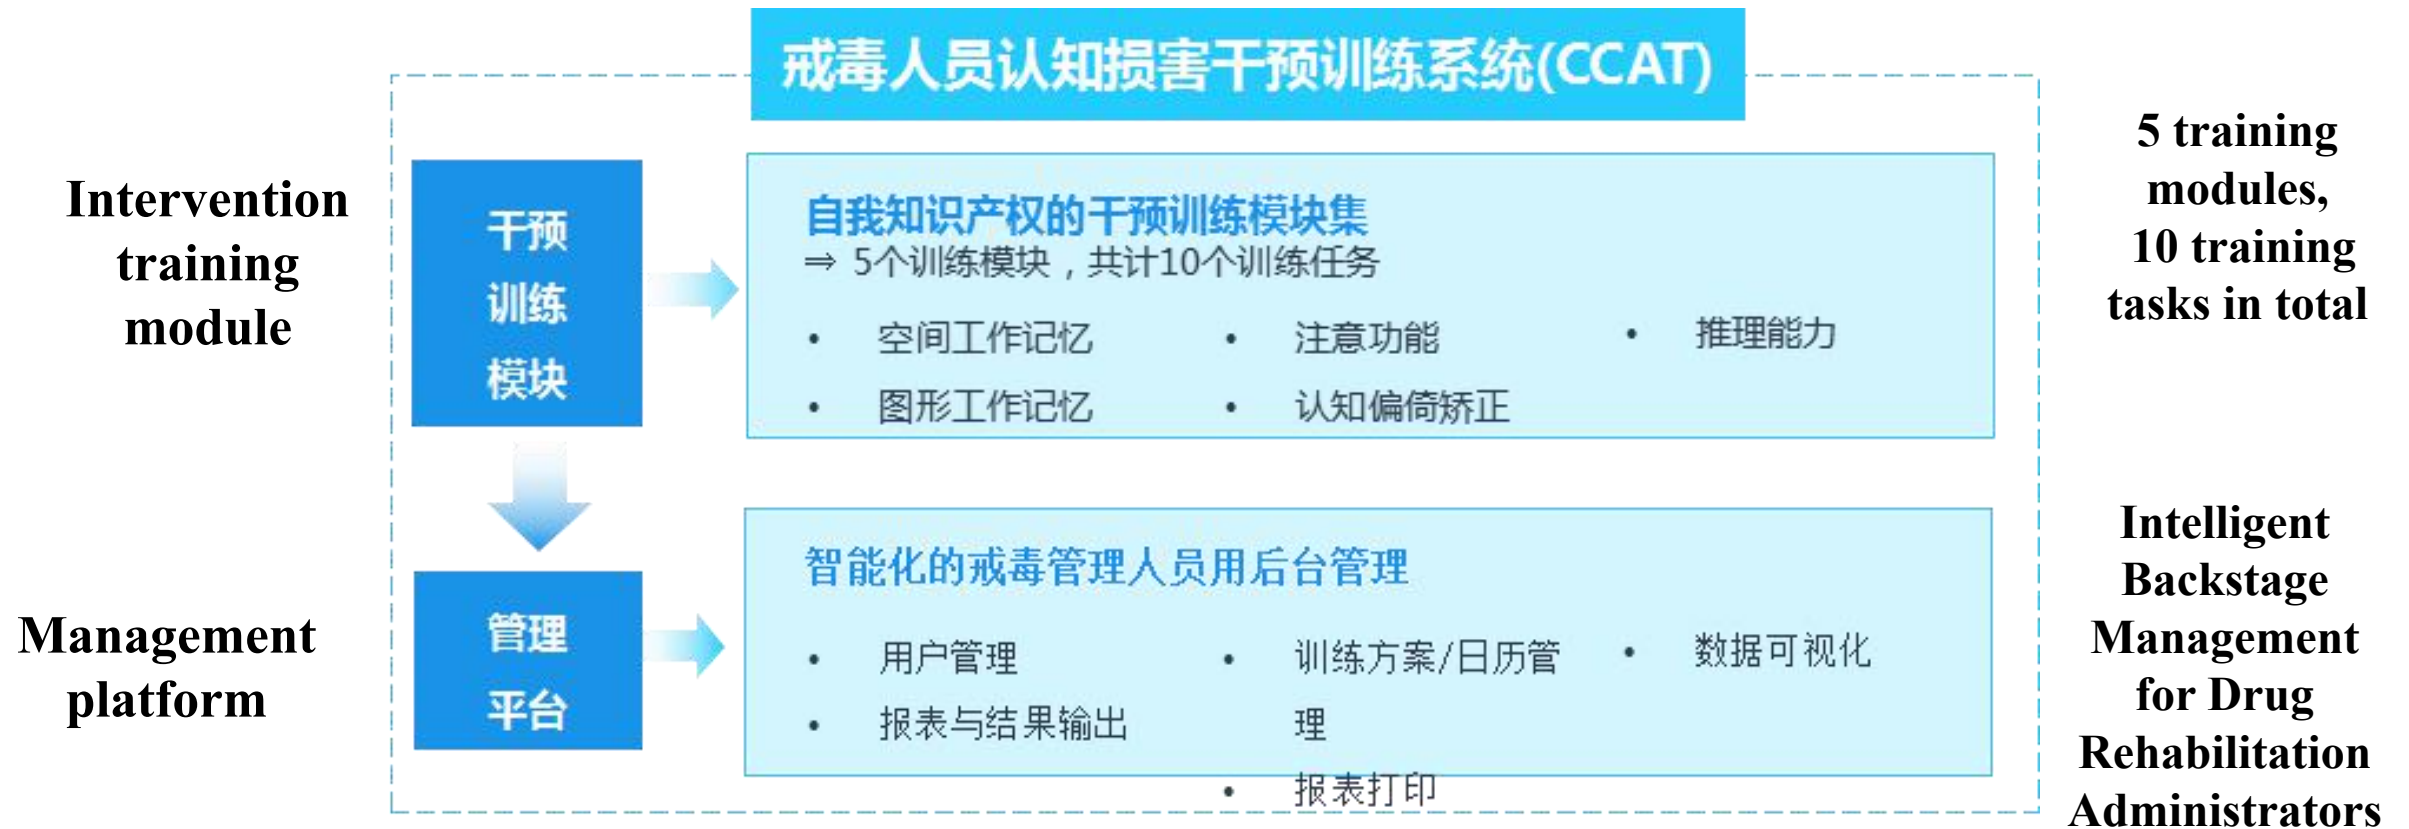 戒毒人员认知损害干预训练系统(CCAT)
Intervention
training
module
干预
训练
模块
自我知识产权的干预训练模块集
⇒ 5个训练模块，共计10个训练任务
• 空间工作记忆
• 注意功能
• 推理能力
• 图形工作记忆
• 认知偏倚矫正
5 training
modules,
10 training
tasks in total
Management
platform
管理
平台
智能化的戒毒管理人员用后台管理
• 用户管理
• 训练方案/日历管
理
• 数据可视化
• 报表与结果输出
• 报表打印
Intelligent
Backstage
Management
for Drug
Rehabilitation
Administrators